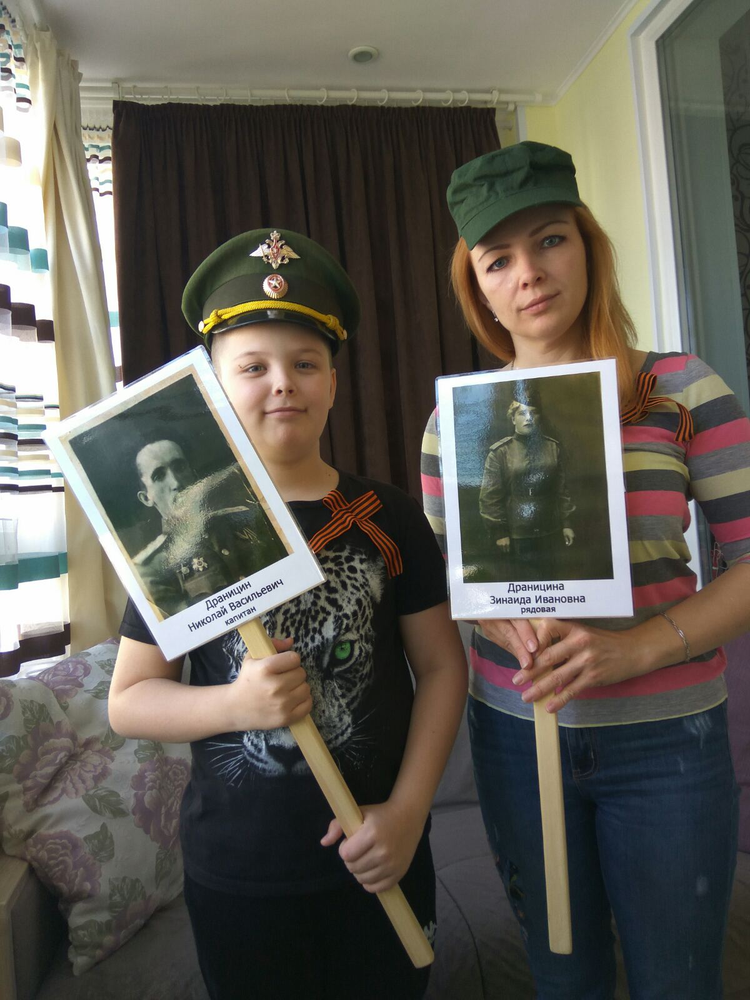 Драницин
Николай Васильевич
капитан
Драницина
Зинаида Ивановна
рядовая